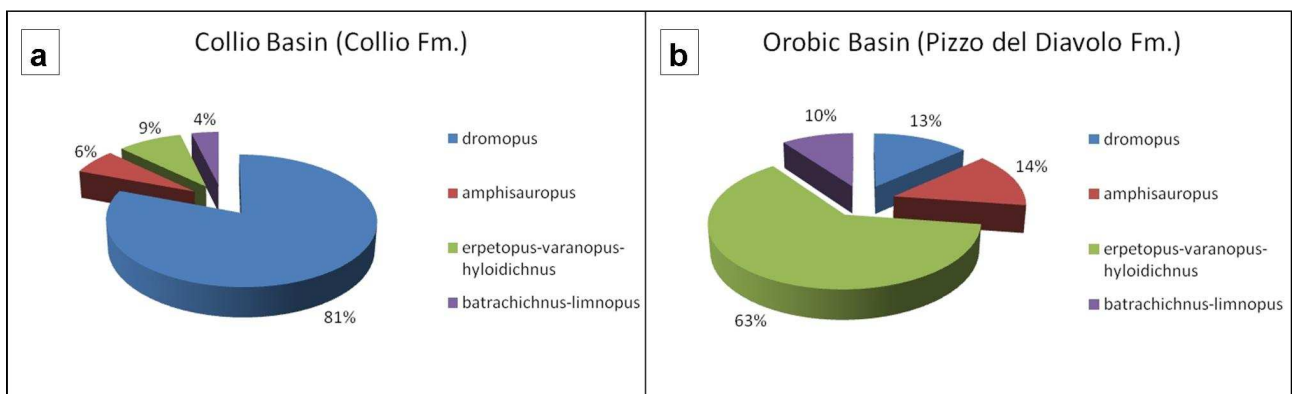 a
Collio Basin (Collio Fm.)
4%
9%
6%
81%
dromopus
amphisauropus
erpetopus-varanopus-
hyloidichnus
batrachichnus-limnopus
b
Orobic Basin (Pizzo del Diavolo Fm.)
10%
13%
14%
63%
dromopus
amphisauropus
erpetopus-varanopus-
hyloidichnus
batrachichnus-limnopus